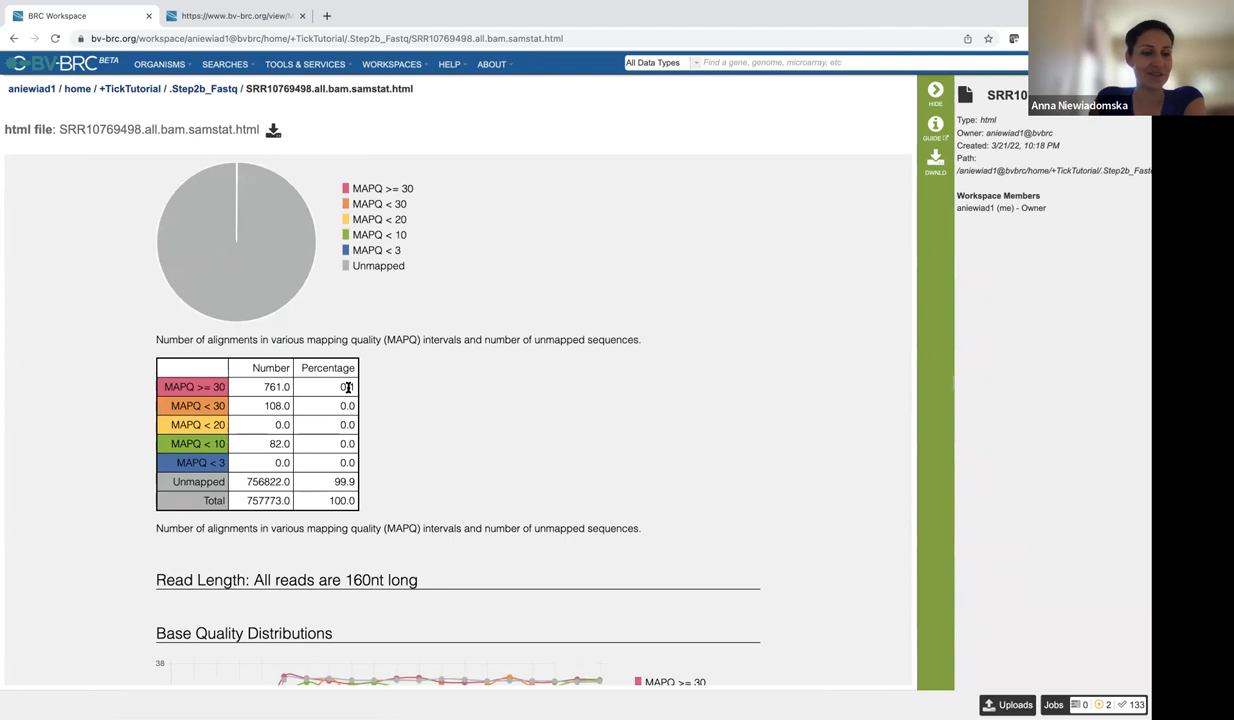 BRC Workspace
https://www.bv-brc.org/view/
bv-brc.org/workspace/aniewiad1@bvbrc/home/+TickTutorial/.Step2b_Fastq/SRR10769498.all.bam.samstat.html
BV-BRC BETA ORGANISMS SEARCHES TOOLS & SERVICES WORKSPACES HELP ABOUT All Data Types Find a gene, genome, microarray, etc
Anna Niewiadomska
aniewiad1 / home / +TickTutorial / .Step2b_Fastq / SRR10769498.all.bam.samstat.html
html file: SRR10769498.all.bam.samstat.html
HIDE
GUIDE
DWNLD
SRR10
Type: html
Owner: aniewiad1@bvbrc
Created: 3/21/22, 10:18 PM
Path:
/aniewiad1@bvbrc/home/+TickTutorial/.Step2b_Fast
Workspace Members
aniewiad1 (me) - Owner
MAPQ >= 30
MAPQ < 30
MAPQ < 20
MAPQ < 10
MAPQ < 3
Unmapped
Number of alignments in various mapping quality (MAPQ) intervals and number of unmapped sequences.
Number Percentage
MAPQ >= 30 761.0
MAPQ < 30 108.0 0.0
MAPQ < 20 0.0 0.0
MAPQ < 10 82.0 0.0
MAPQ < 3 0.0 0.0
Unmapped 756822.0 99.9
Total 757773.0 100.0
Number of alignments in various mapping quality (MAPQ) intervals and number of unmapped sequences.
Read Length: All reads are 160nt long
Base Quality Distributions
38
MAPQ >= 30
Uploads Jobs 0 2 133